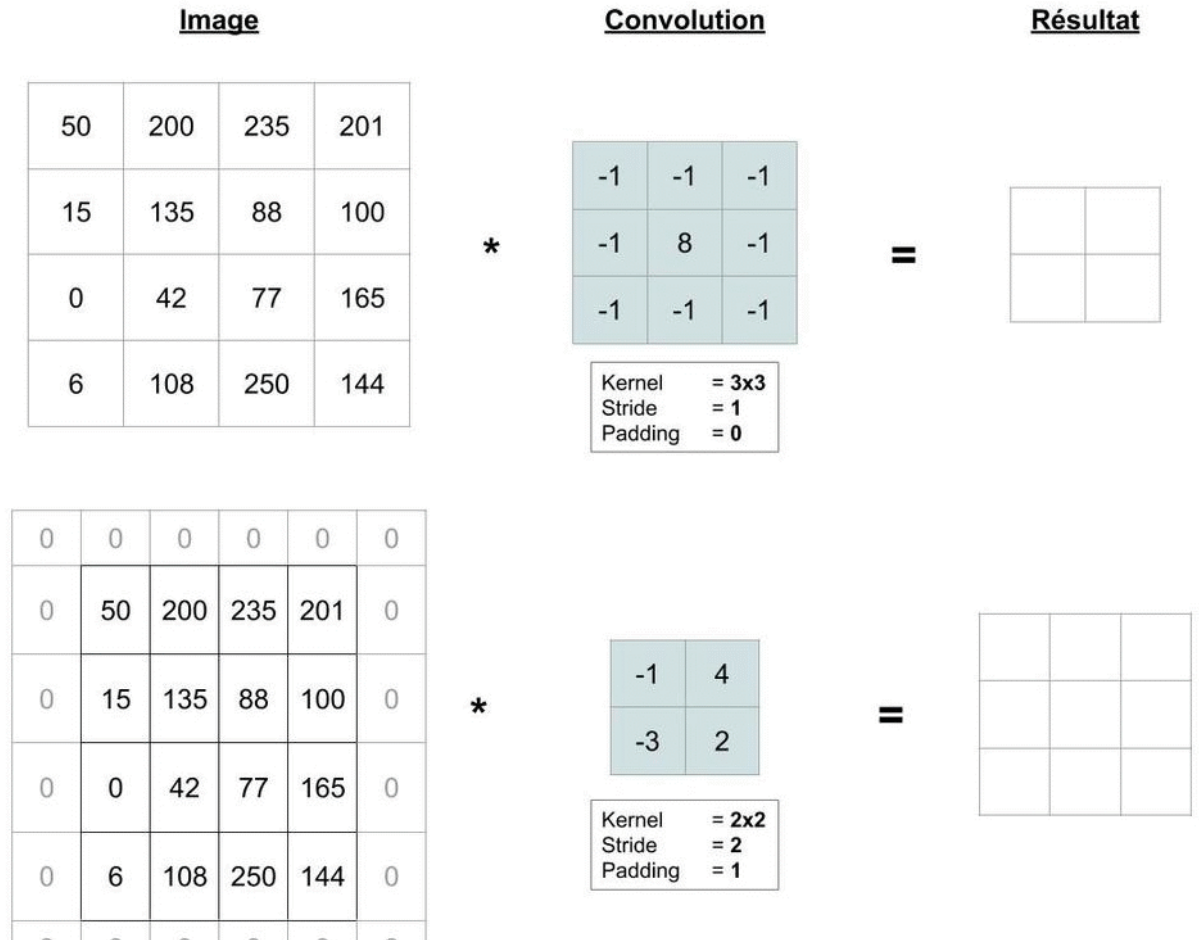 Image Convolution Résultat
50 200 235 201
15 135 88 100
0 42 77 165
6 108 250 144
*
-1 -1 -1
-1 8 -1
-1 -1 -1
=
Kernel = 3x3
Stride = 1
Padding = 0
0 0 0 0 0 0
0 50 200 235 201 0
0 15 135 88 100 0
0 0 42 77 165 0
0 6 108 250 144 0
*
-1 4
-3 2
=
Kernel = 2x2
Stride = 2
Padding = 1